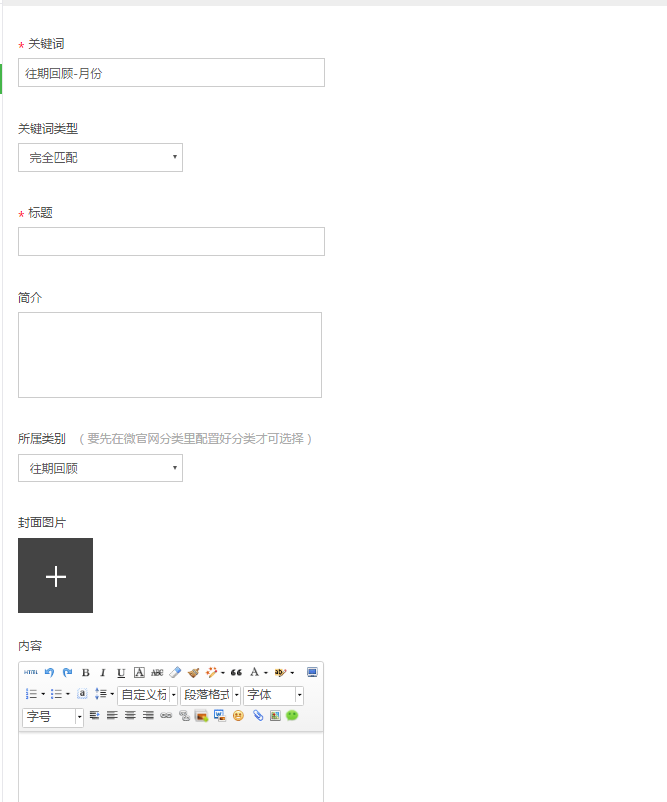 * 关键词
往期回顾-月份
关键词类型
完全匹配
* 标题
简介
所属类别 （要先在微官网分类里配置好分类才可选择）
往期回顾
封面图片
内容
HTML B I U A ABC A
a 自定义标 段落格式 字体
字号